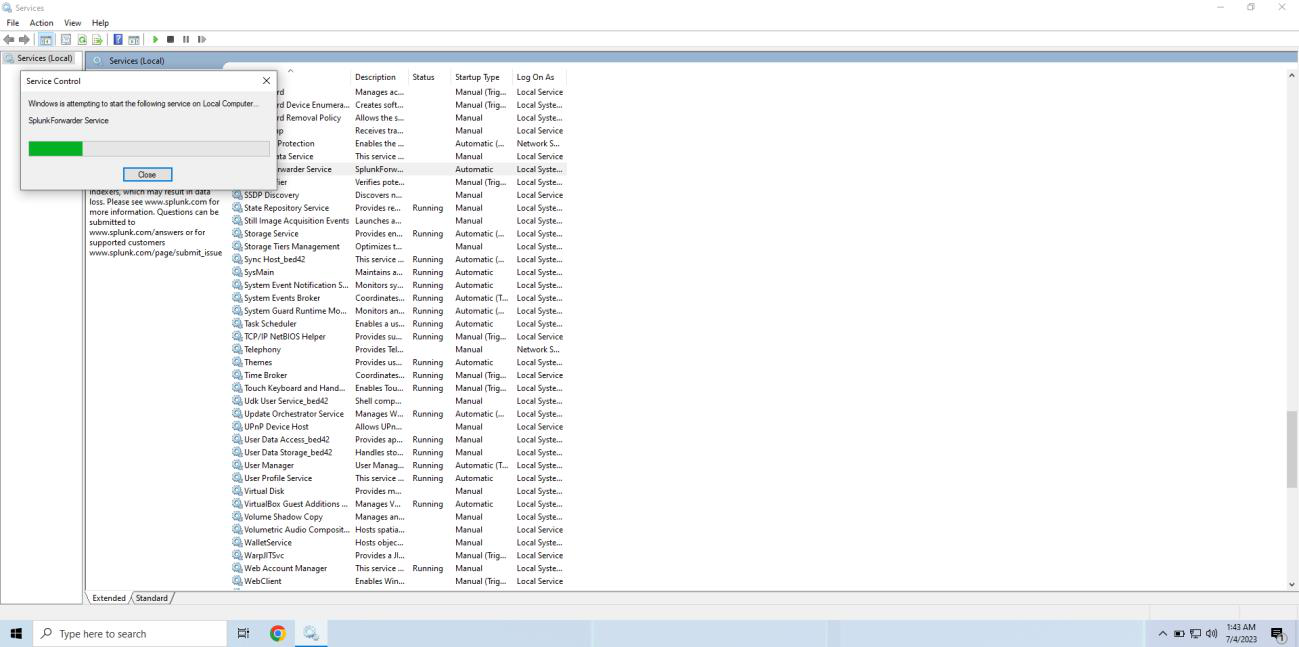 Services
File Action View Help
Services (Local)
Services (Local)
Service Control
Windows is attempting to start the following service on Local Computer...
SplunkForwarder Service
Close
indexers, which may result in data
loss. Please see www.splunk.com for
more information. Questions can be
submitted to
www.splunk.com/answers or for
supported customers
www.splunk.com/page/submit_issue
Description Status Startup Type Log On As
rd Manages ac... Manual (Trig... Local Service
rd Device Enumera... Creates soft... Manual (Trig... Local Syste...
rd Removal Policy Allows the s... Manual Local Syste...
p Receives tra... Manual Local Service
Protection Enables the ... Automatic (... Network S...
ata Service This service ... Manual Local Service
rwarder Service SplunkForw... Automatic Local Syste...
ier Verifies pote... Manual (Trig... Local Syste...
SSDP Discovery Discovers n... Manual Local Service
State Repository Service Provides re... Running Manual Local Syste...
Still Image Acquisition Events Launches a... Manual Local Syste...
Storage Service Provides en... Running Automatic (... Local Syste...
Storage Tiers Management Optimizes t... Manual Local Syste...
Sync Host_bed42 This service ... Running Automatic (... Local Syste...
SysMain Maintains a... Running Automatic Local Syste...
System Event Notification S... Monitors sy... Running Automatic Local Syste...
System Events Broker Coordinates... Running Automatic (T... Local Syste...
System Guard Runtime Mo... Monitors an... Running Automatic (... Local Syste...
Task Scheduler Enables a us... Running Automatic Local Syste...
TCP/IP NetBIOS Helper Provides su... Running Manual (Trig... Local Service
Telephony Provides Tel... Manual Network S...
Themes Provides us... Running Automatic Local Syste...
Time Broker Coordinates... Running Manual (Trig... Local Service
Touch Keyboard and Hand... Enables Tou... Running Manual (Trig... Local Syste...
Udk User Service_bed42 Shell comp... Manual Local Syste...
Update Orchestrator Service Manages W... Running Automatic (... Local Syste...
UPnP Device Host Allows UPn... Manual Local Service
User Data Access_bed42 Provides ap... Running Manual Local Syste...
User Data Storage_bed42 Handles sto... Running Manual Local Syste...
User Manager User Manag... Running Automatic (T... Local Syste...
User Profile Service This service ... Running Automatic Local Syste...
Virtual Disk Provides m... Manual Local Syste...
VirtualBox Guest Additions ... Manages V... Running Automatic Local Syste...
Volume Shadow Copy Manages an... Manual Local Syste...
Volumetric Audio Composit... Hosts spatia... Manual Local Service
WalletService Hosts objec... Manual Local Syste...
WarpJITSvc Provides a JI... Manual (Trig... Local Service
Web Account Manager This service ... Running Manual Local Syste...
WebClient Enables Win... Manual (Trig... Local Service
Extended Standard
Type here to search
1:43 AM
7/4/2023
1